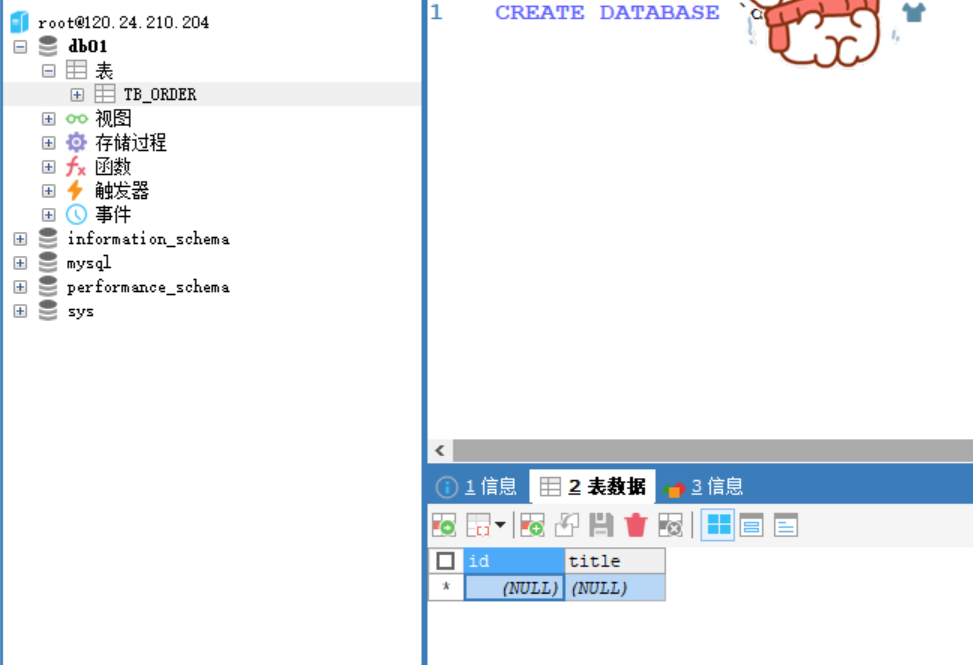 root@120.24.210.204
db01
表
TB_ORDER
视图
存储过程
函数
触发器
事件
information_schema
mysql
performance_schema
sys
1 CREATE DATABASE `
1 信息 2 表数据 3 信息
id title
* (NULL) (NULL)